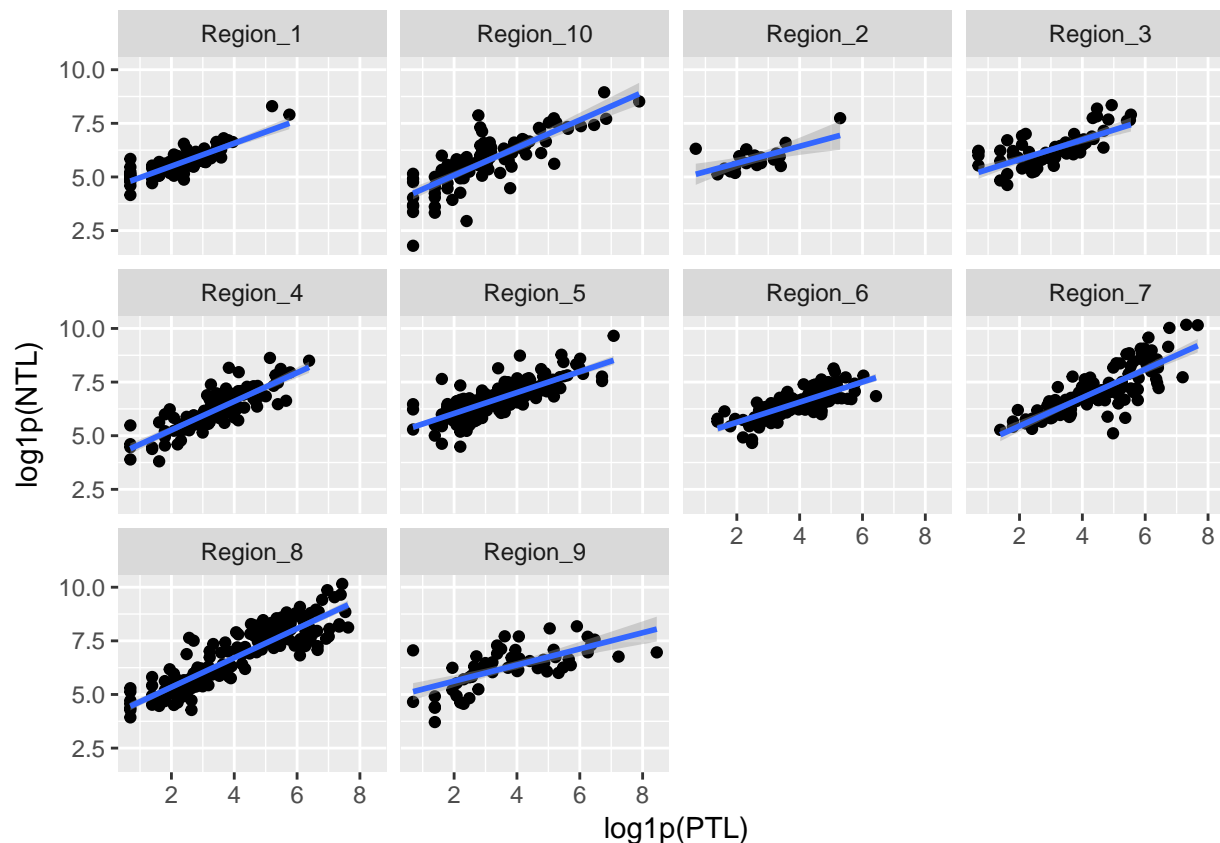 Region_1 Region_10 Region_2 Region_3
10.0
7.5
5.0
2.5
Region_4 Region_5 Region_6 Region_7
10.0
7.5
5.0
2.5
2 4 6 8 2 4 6 8
Region_8 Region_9
10.0
7.5
5.0
2.5
2 4 6 8 2 4 6 8
log1p(PTL)
log1p(NTL)